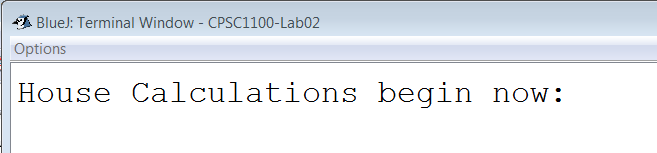 BlueJ: Terminal Window - CPSC1100-Lab02
Options
House Calculations begin now: